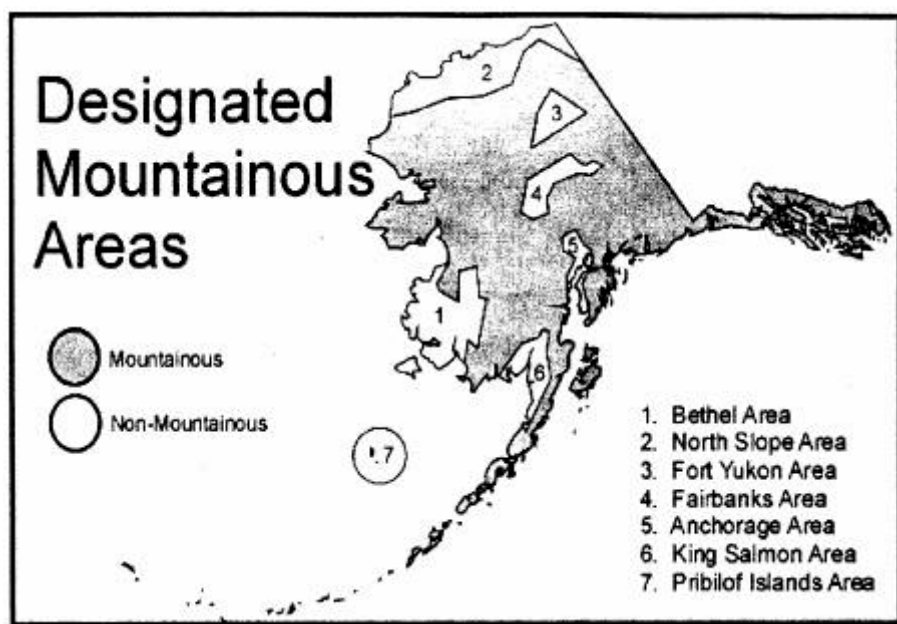 Designated
Mountainous
Areas
Mountainous
Non-Mountainous
2
3
4
5
1
6
7
1. Bethel Area
2. North Slope Area
3. Fort Yukon Area
4. Fairbanks Area
5. Anchorage Area
6. King Salmon Area
7. Pribilof Islands Area